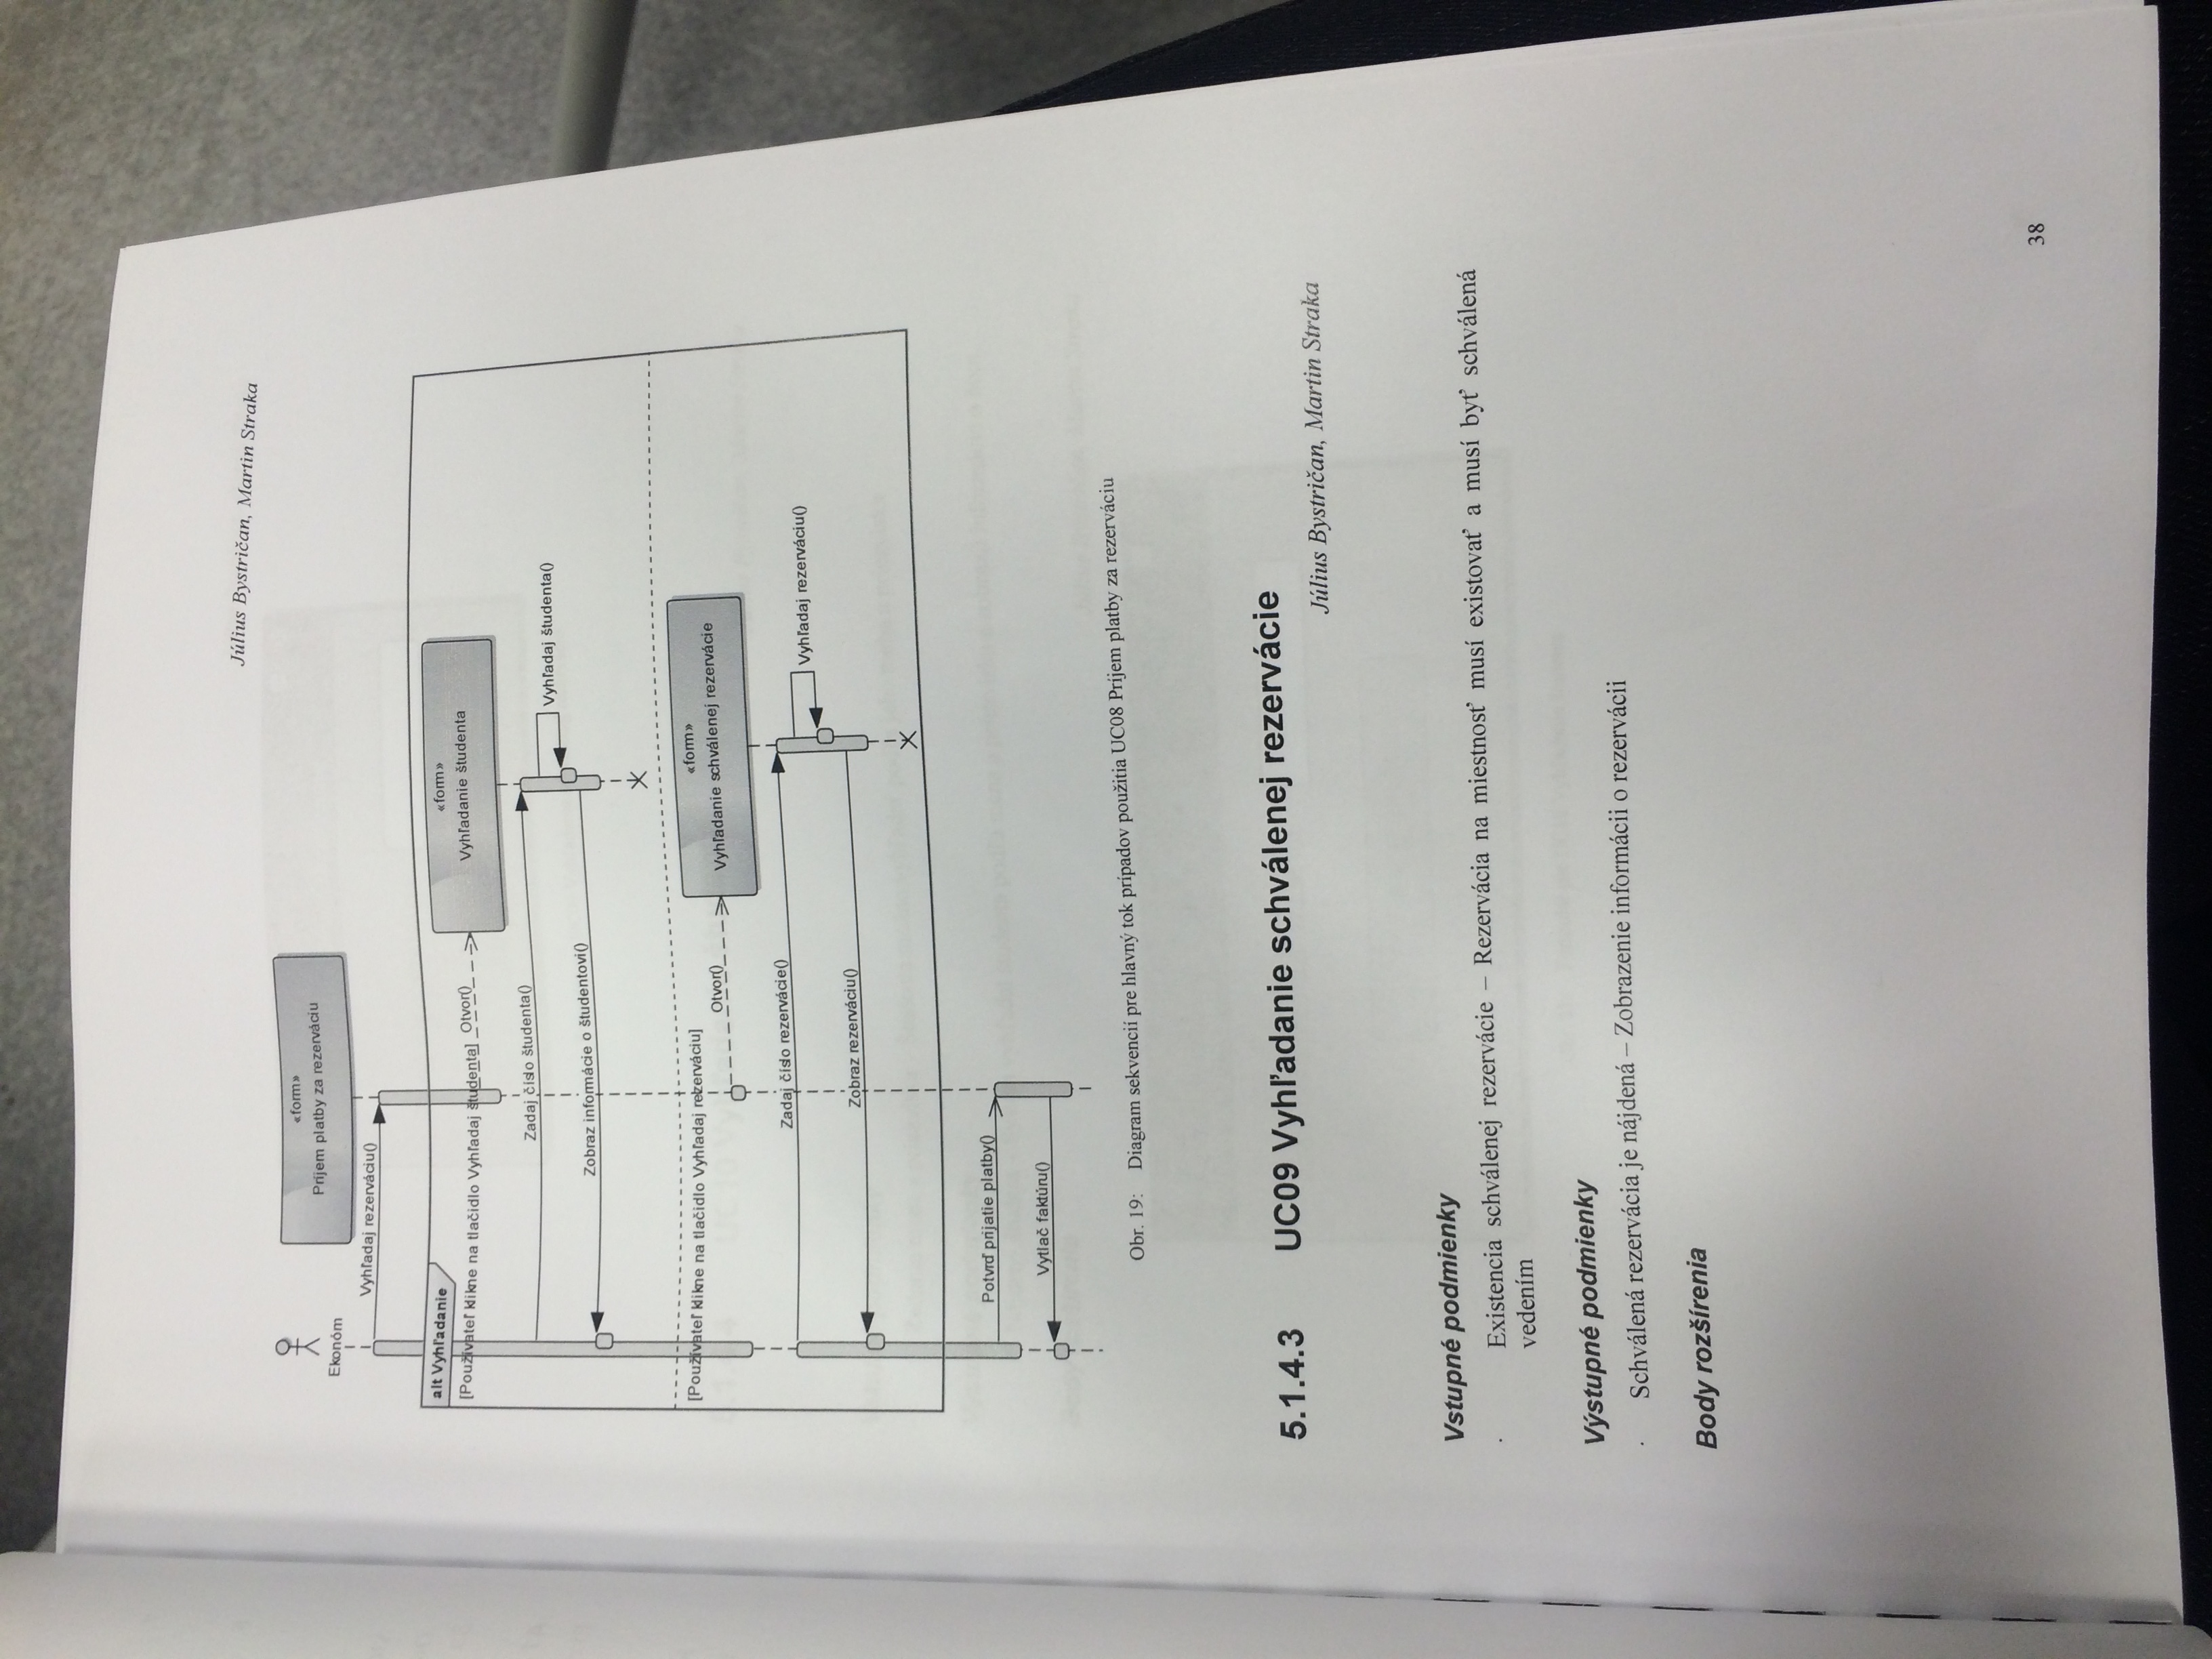 Július Bystričan, Martin Straka
«form»
Príjem platby za rezerváciu
Ekonóm
Vyhľadaj rezerváciu()
alt Vyhľadanie
«form»
Vyhľadanie študenta
[Používateľ klikne na tlačidlo Vyhľadaj študenta]
Otvor()
Zadaj číslo študenta()
Vyhľadaj študenta()
Zobraz informácie o študentovi()
[Používateľ klikne na tlačidlo Vyhľadaj rezerváciu]
«form»
Vyhľadanie schválenej rezervácie
Otvor()
Zadaj číslo rezervácie()
Vyhľadaj rezerváciu()
Zobraz rezerváciu()
Potvrď prijatie platby()
Vytlač faktúru()
Obr. 19: Diagram sekvencií pre hlavný tok prípadov použitia UC08 Príjem platby za rezerváciu
5.1.4.3 UC09 Vyhľadanie schválenej rezervácie
Július Bystričan, Martin Straka
Vstupné podmienky
· Existencia schválenej rezervácie – Rezervácia na miestnosť musí existovať a musí byť schválená
vedením
Výstupné podmienky
· Schválená rezervácia je nájdená – Zobrazenie informácii o rezervácii
Body rozšírenia
38